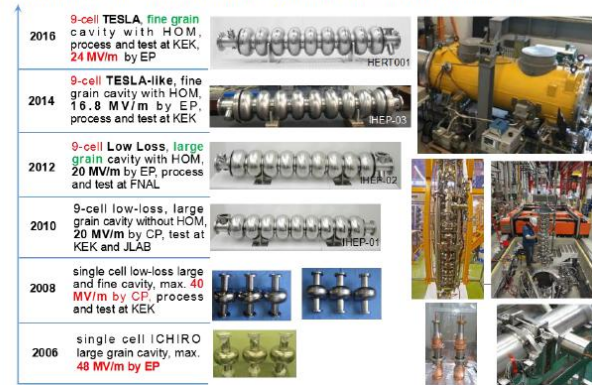 2016
9-cell TESLA, fine grain
cavity with HOM,
process and test at KEK,
24 MV/m by EP
HERT001
2014
9-cell TESLA-like, fine
grain cavity with HOM,
16.8 MV/m by EP,
process and test at KEK
IHEP-03
2012
9-cell Low Loss, large
grain cavity with HOM,
20 MV/m by EP, process
and test at FNAL
IHEP-02
2010
9-cell low-loss, large
grain cavity without HOM,
20 MV/m by CP, test at
KEK and JLAB
IHEP-01
2008
single cell low-loss large
and fine cavity, max. 40
MV/m by CP, process
and test at KEK
2006
single cell ICHIRO
large grain cavity, max.
48 MV/m by EP